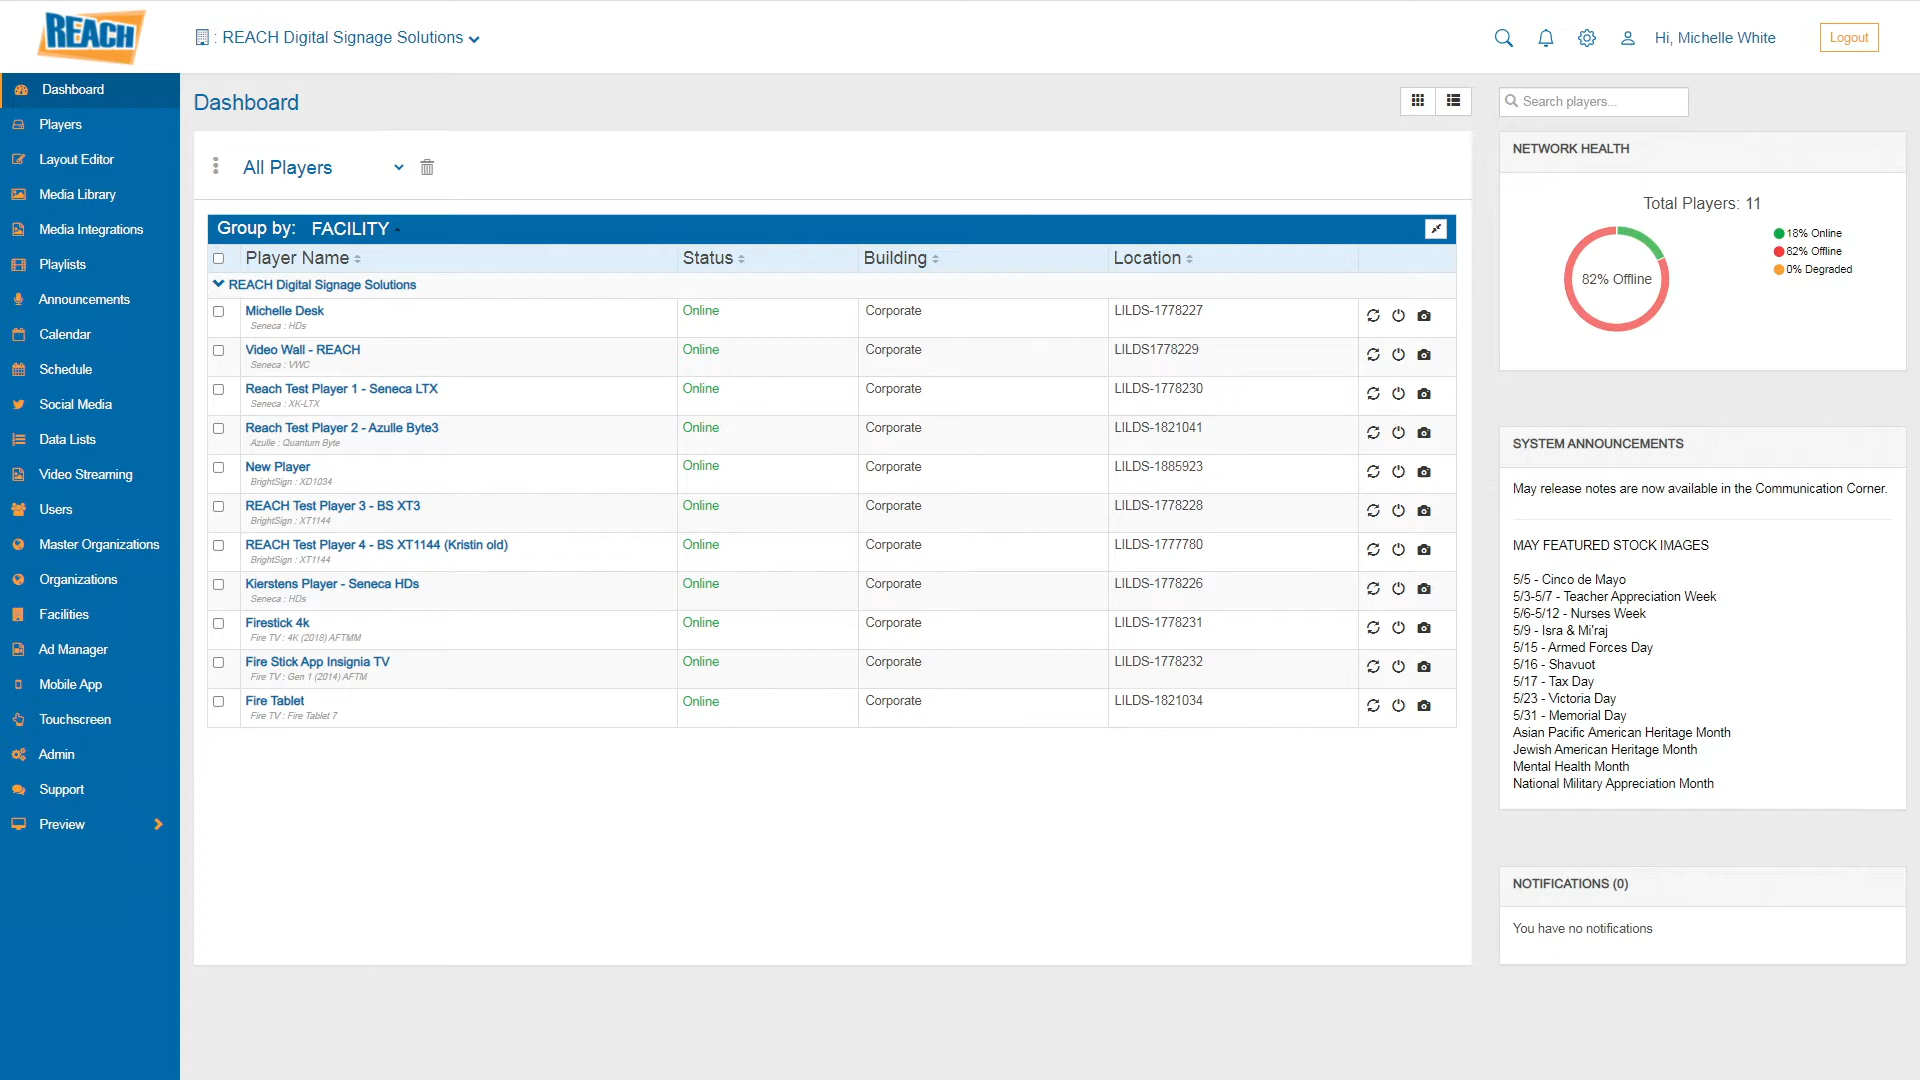 REACH
: REACH Digital Signage Solutions
Hi, Michelle White
Logout
Dashboard
Players
Layout Editor
Media Library
Media Integrations
Playlists
Announcements
Calendar
Schedule
Social Media
Data Lists
Video Streaming
Users
Master Organizations
Organizations
Facilities
Ad Manager
Mobile App
Touchscreen
Admin
Support
Preview
Dashboard
All Players
Group by: FACILITY
Player Name Status Building Location
REACH Digital Signage Solutions
Michelle Desk Online Corporate LILDS-1778227
Seneca : HDs
Video Wall - REACH Online Corporate LILDS1778229
Seneca : VWC
Reach Test Player 1 - Seneca LTX Online Corporate LILDS-1778230
Seneca : XK-LTX
Reach Test Player 2 - Azulle Byte3 Online Corporate LILDS-1821041
Azulle : Quantum Byte
New Player Online Corporate LILDS-1885923
BrightSign : XD1034
REACH Test Player 3 - BS XT3 Online Corporate LILDS-1778228
BrightSign : XT1144
REACH Test Player 4 - BS XT1144 (Kristin old) Online Corporate LILDS-1777780
BrightSign : XT1144
Kierstens Player - Seneca HDs Online Corporate LILDS-1778226
Seneca : HDs
Firestick 4k Online Corporate LILDS-1778231
Fire TV : 4K (2018) AFTMM
Fire Stick App Insignia TV Online Corporate LILDS-1778232
Fire TV : Gen 1 (2014) AFTM
Fire Tablet Online Corporate LILDS-1821034
Fire TV : Fire Tablet 7
Search players...
NETWORK HEALTH
Total Players: 11
82% Offline
18% Online
82% Offline
0% Degraded
SYSTEM ANNOUNCEMENTS
May release notes are now available in the Communication Corner.
MAY FEATURED STOCK IMAGES
5/5 - Cinco de Mayo
5/3-5/7 - Teacher Appreciation Week
5/6-5/12 - Nurses Week
5/9 - Isra & Mi'raj
5/15 - Armed Forces Day
5/16 - Shavuot
5/17 - Tax Day
5/23 - Victoria Day
5/31 - Memorial Day
Asian Pacific American Heritage Month
Jewish American Heritage Month
Mental Health Month
National Military Appreciation Month
NOTIFICATIONS (0)
You have no notifications